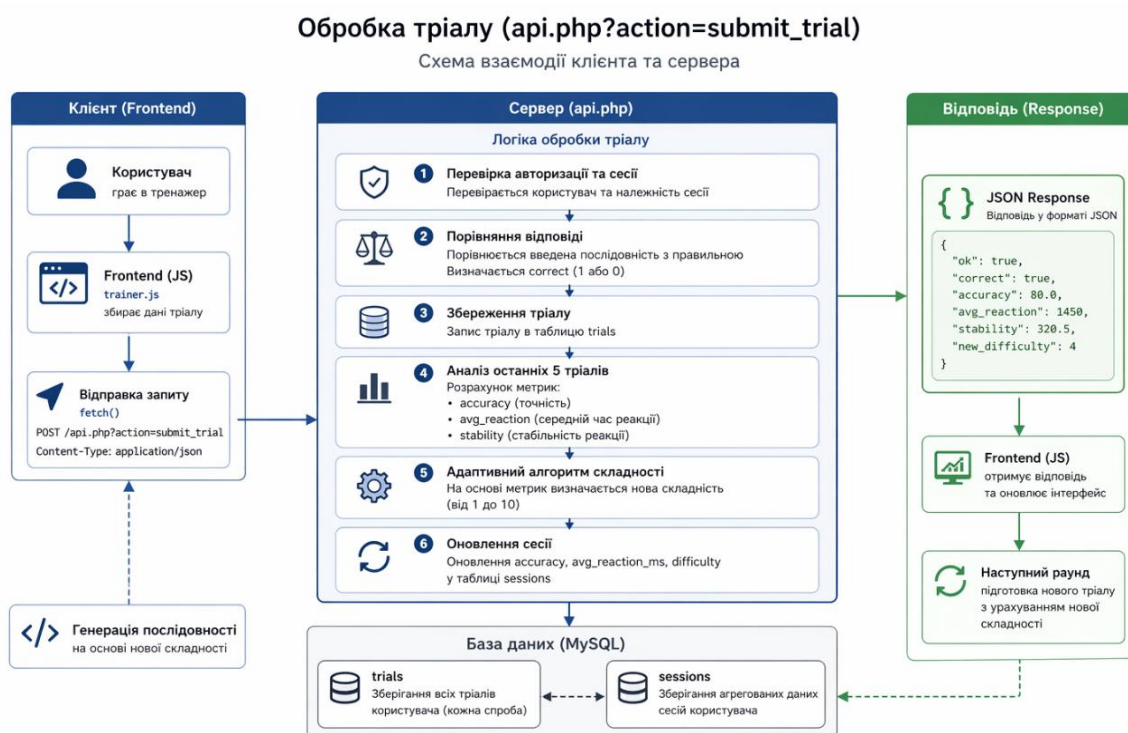 Обробка тріалу (api.php?action=submit_trial)
Схема взаємодії клієнта та сервера
Клієнт (Frontend)
Користувач
грає в тренажер
Frontend (JS)
trainer.js
збирає дані тріалу
Відправка запиту
fetch()
POST /api.php?action=submit_trial
Content-Type: application/json
Генерація послідовності
на основі нової складності
Сервер (api.php)
Логіка обробки тріалу
1 Перевірка авторизації та сесії
Перевіряється користувач та належність сесії
2 Порівняння відповіді
Порівнюється введена послідовність з правильною
Визначається correct (1 або 0)
3 Збереження тріалу
Запис тріалу в таблицю trials
4 Аналіз останніх 5 тріалів
Розрахунок метрик:
• accuracy (точність)
• avg_reaction (середній час реакції)
• stability (стабільність реакції)
5 Адаптивний алгоритм складності
На основі метрик визначається нова складність
(від 1 до 10)
6 Оновлення сесії
Оновлення accuracy, avg_reaction_ms, difficulty
у таблиці sessions
База даних (MySQL)
trials
Зберігання всіх тріалів
користувача (кожна спроба)
sessions
Зберігання агрегованих даних
сесій користувача
Відповідь (Response)
{ }
JSON Response
Відповідь у форматі JSON
{
"ok": true,
"correct": true,
"accuracy": 80.0,
"avg_reaction": 1450,
"stability": 320.5,
"new_difficulty": 4
}
Frontend (JS)
отримує відповідь
та оновлює інтерфейс
Наступний раунд
підготовка нового тріалу
з урахуванням нової
складності